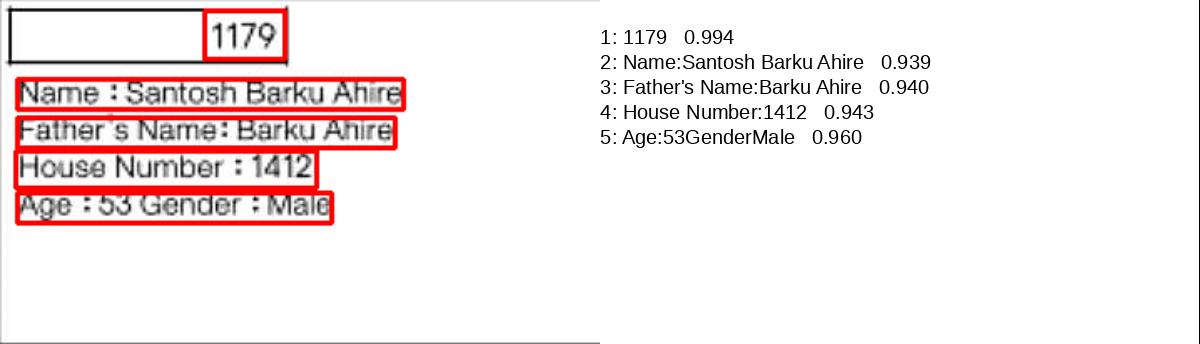 1179
Name : Santosh Barku Ahire
Father's Name: Barku Ahire
House Number : 1412
Age : 53 Gender : Male
1: 1179 0.994
2: Name:Santosh Barku Ahire 0.939
3: Father's Name:Barku Ahire 0.940
4: House Number:1412 0.943
5: Age:53GenderMale 0.960